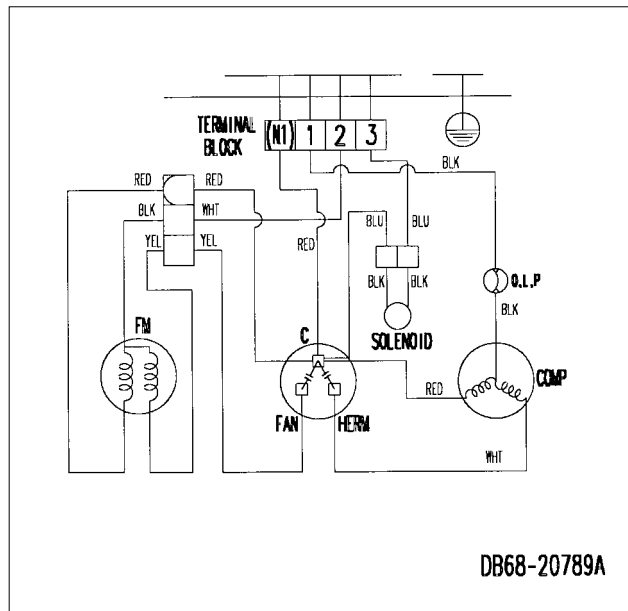 TERMINAL BLOCK
(N1) 1 2 3
BLK
RED RED
BLK WHT
YEL YEL
RED
BLU BLU
BLK BLK
SOLENOID
O.L.P
BLK
FM
C
FAN HERM
RED
COMP
WHT
DB68-20789A